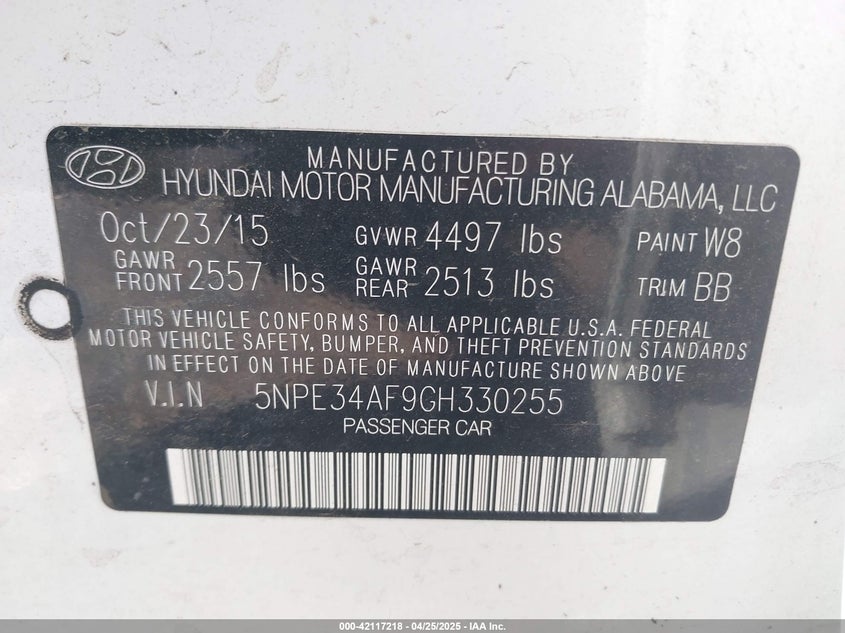 MANUFACTURED BY
HYUNDAI MOTOR MANUFACTURING ALABAMA, LLC
Oct/23/15 GVWR 4497 lbs PAINT W8
GAWR FRONT 2557 lbs GAWR REAR 2513 lbs TRIM BB
THIS VEHICLE CONFORMS TO ALL APPLICABLE U.S.A. FEDERAL
MOTOR VEHICLE SAFETY, BUMPER, AND THEFT PREVENTION STANDARDS
IN EFFECT ON THE DATE OF MANUFACTURE SHOWN ABOVE
V.I.N 5NPE34AF9GH330255
PASSENGER CAR
000-42117218 - 04/25/2025 - IAA Inc.